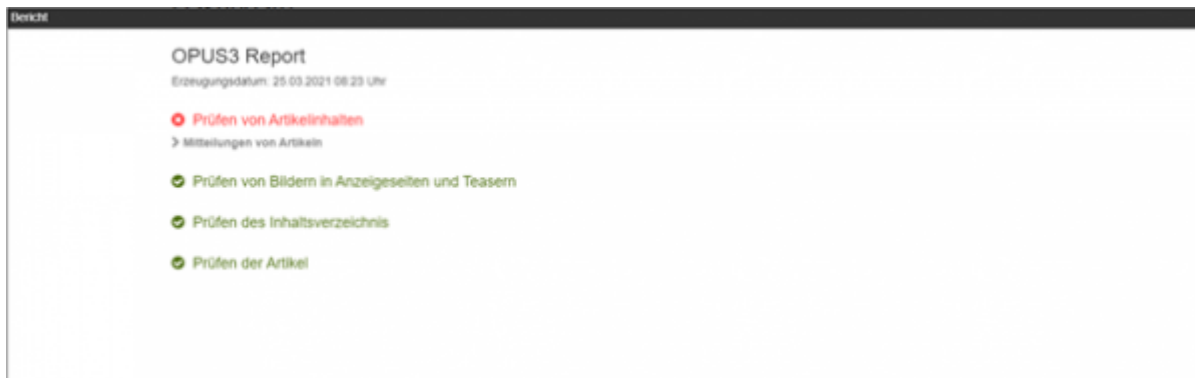 Bericht
OPUS3 Report
Erzeugungsdatum: 25.03.2021 08:23 Uhr
Prüfen von Artikelinhalten
Mitteilungen von Artikeln
Prüfen von Bildern in Anzeigeseiten und Teasern
Prüfen des Inhaltsverzeichnis
Prüfen der Artikel